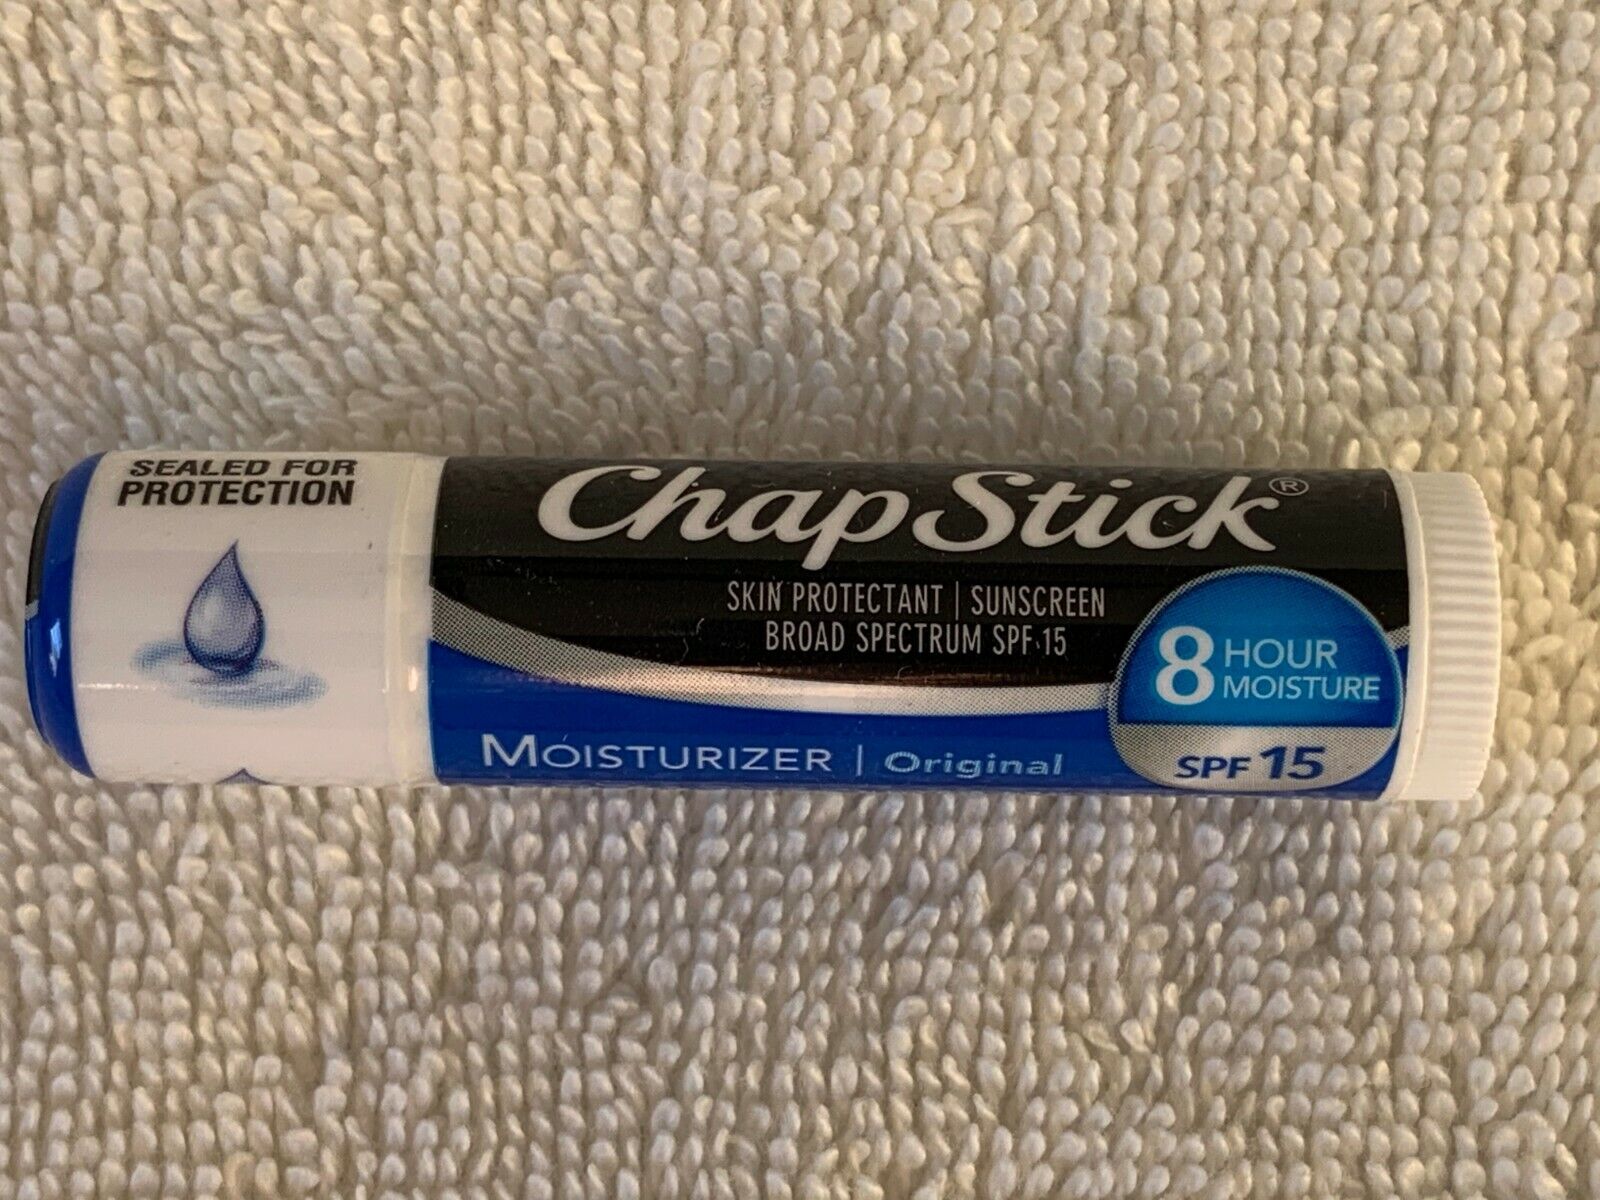 SEALED FOR
PROTECTION
ChapStick®
SKIN PROTECTANT | SUNSCREEN
BROAD SPECTRUM SPF 15
MOISTURIZER | Original
8 HOUR
MOISTURE
SPF 15